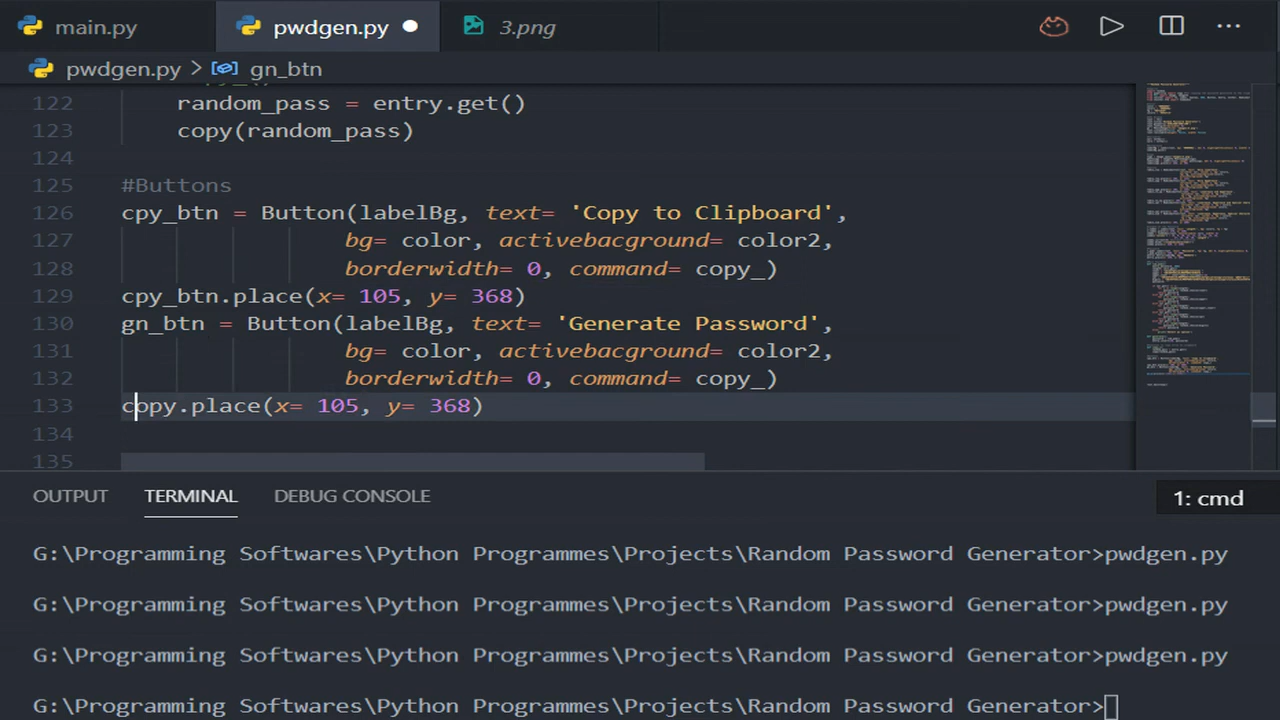 main.py
pwdgen.py
3.png
pwdgen.py > gn_btn
122 random_pass = entry.get()
123 copy(random_pass)
124
125 #Buttons
126 cpy_btn = Button(labelBg, text= 'Copy to Clipboard',
127 bg= color, activebacground= color2,
128 borderwidth= 0, command= copy_)
129 cpy_btn.place(x= 105, y= 368)
130 gn_btn = Button(labelBg, text= 'Generate Password',
131 bg= color, activebacground= color2,
132 borderwidth= 0, command= copy_)
133 copy.place(x= 105, y= 368)
134
135
OUTPUT TERMINAL DEBUG CONSOLE 1: cmd
G:\Programming Softwares\Python Programmes\Projects\Random Password Generator>pwdgen.py
G:\Programming Softwares\Python Programmes\Projects\Random Password Generator>pwdgen.py
G:\Programming Softwares\Python Programmes\Projects\Random Password Generator>pwdgen.py
G:\Programming Softwares\Python Programmes\Projects\Random Password Generator>